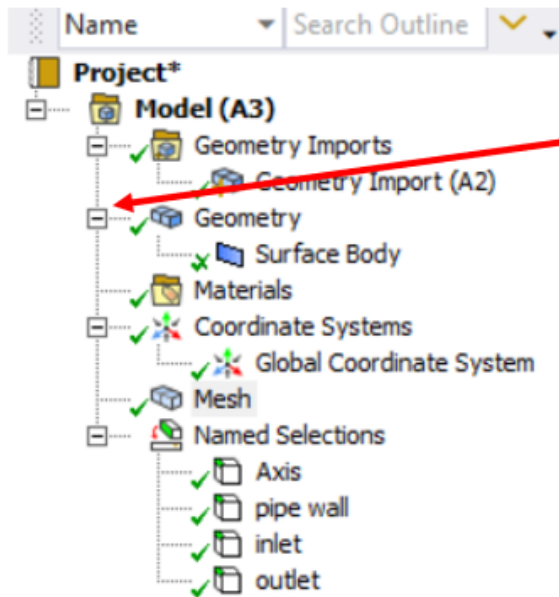 Name Search Outline
Project*
Model (A3)
Geometry Imports
Geometry Import (A2)
Geometry
Surface Body
Materials
Coordinate Systems
Global Coordinate System
Mesh
Named Selections
Axis
pipe wall
inlet
outlet